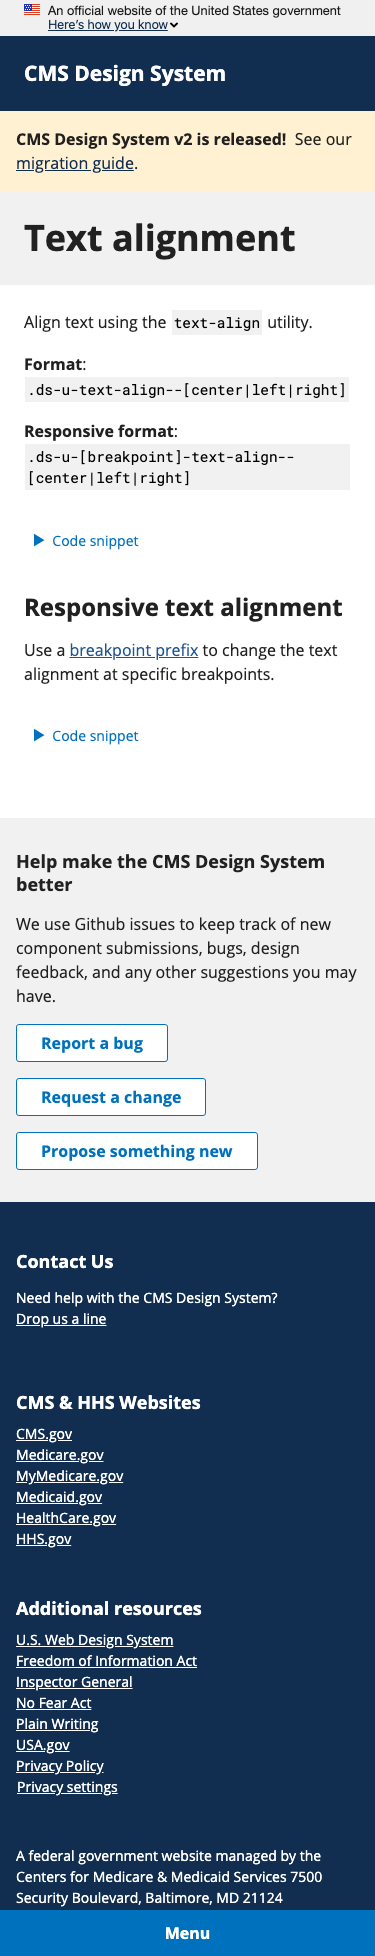 An official website of the United States government
Here's how you know
CMS Design System
CMS Design System v2 is released! See our
migration guide.
Text alignment
Align text using the text-align utility.
Format:
.ds-u-text-align--[center|left|right]
Responsive format:
.ds-u-[breakpoint]-text-align--
[center|left|right]
Code snippet
Responsive text alignment
Use a breakpoint prefix to change the text
alignment at specific breakpoints.
Code snippet
Help make the CMS Design System
better
We use Github issues to keep track of new
component submissions, bugs, design
feedback, and any other suggestions you may
have.
Report a bug
Request a change
Propose something new
Contact Us
Need help with the CMS Design System?
Drop us a line
CMS & HHS Websites
CMS.gov
Medicare.gov
MyMedicare.gov
Medicaid.gov
HealthCare.gov
HHS.gov
Additional resources
U.S. Web Design System
Freedom of Information Act
Inspector General
No Fear Act
Plain Writing
USA.gov
Privacy Policy
Privacy settings
A federal government website managed by the
Centers for Medicare & Medicaid Services 7500
Security Boulevard, Baltimore, MD 21124
Menu